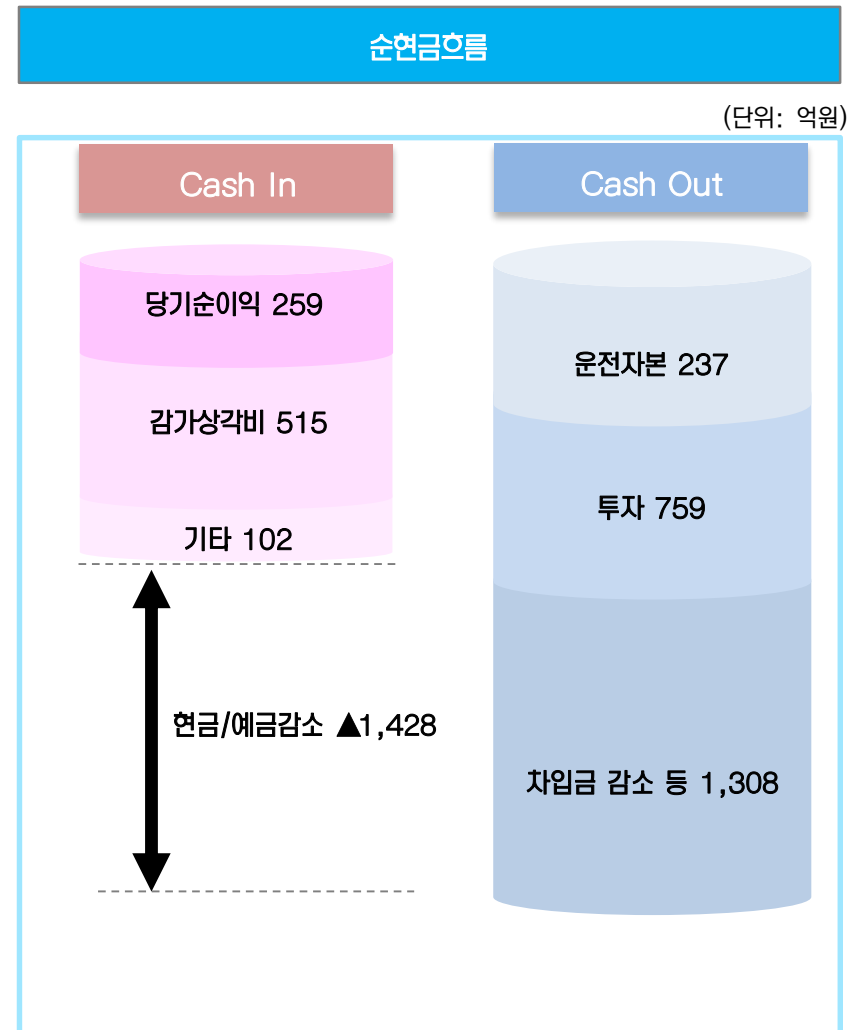 순현금흐름
(단위: 억원)
Cash In
Cash Out
당기순이익 259
감가상각비 515
기타 102
현금/예금감소 ▲1,428
운전자본 237
투자 759
차입금 감소 등 1,308